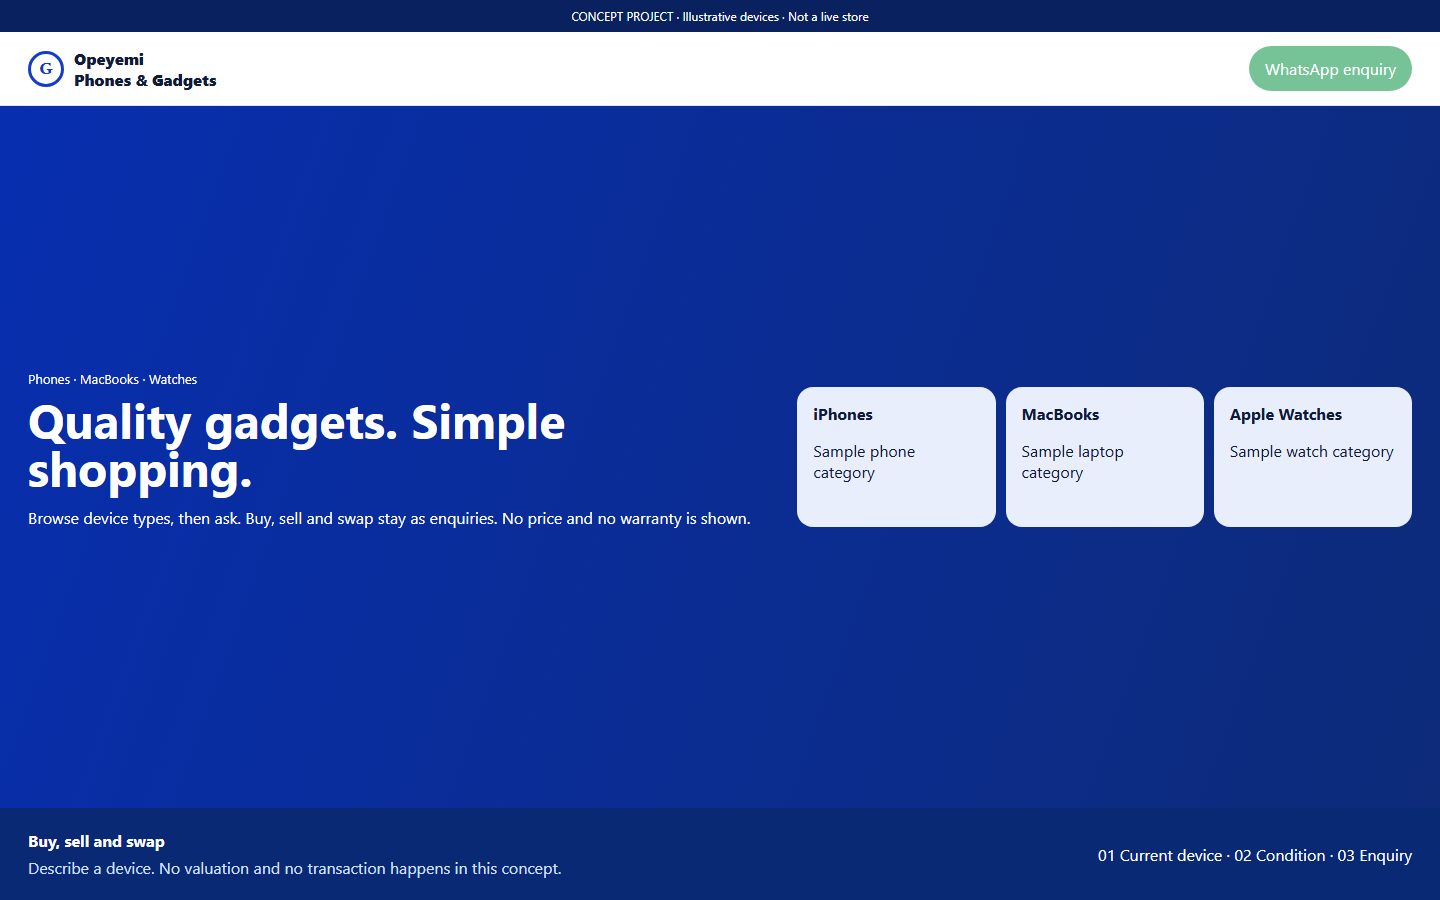 CONCEPT PROJECT · Illustrative devices · Not a live store
G
Opeyemi
Phones & Gadgets
WhatsApp enquiry
Phones · MacBooks · Watches
Quality gadgets. Simple
shopping.
Browse device types, then ask. Buy, sell and swap stay as enquiries. No price and no warranty is shown.
iPhones
Sample phone
category
MacBooks
Sample laptop
category
Apple Watches
Sample watch category
Buy, sell and swap
Describe a device. No valuation and no transaction happens in this concept.
01 Current device · 02 Condition · 03 Enquiry